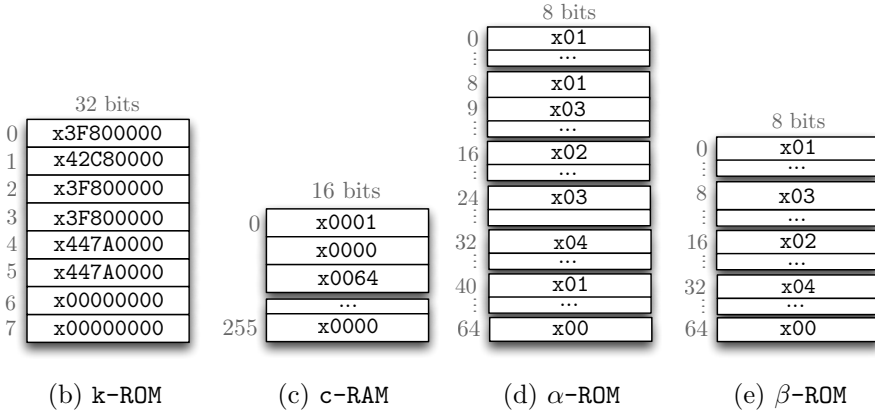 32 bits
0 x3F800000
1 x42C80000
2 x3F800000
3 x3F800000
4 x447A0000
5 x447A0000
6 x00000000
7 x00000000
(b) k-ROM
16 bits
0 x0001
x0000
x0064
...
255 x0000
(c) c-RAM
8 bits
0 x01
⋮ ...
8 x01
9 x03
⋮ ...
16 x02
⋮ ...
24 x03
⋮
32 x04
⋮ ...
40 x01
⋮ ...
64 x00
(d) α-ROM
8 bits
0 x01
⋮ ...
8 x03
⋮ ...
16 x02
⋮ ...
32 x04
⋮ ...
64 x00
(e) β-ROM